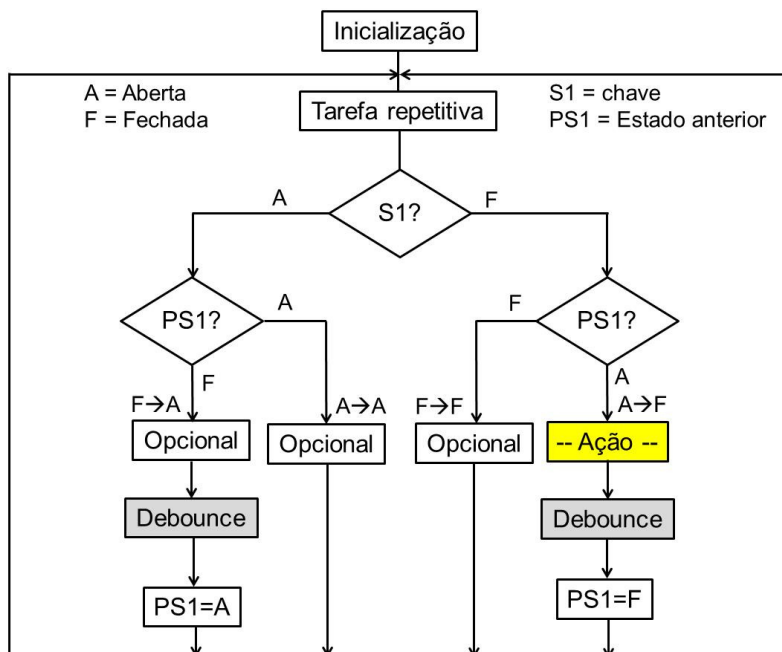 Inicialização
A = Aberta
F = Fechada
Tarefa repetitiva
S1 = chave
PS1 = Estado anterior
A
S1?
F
PS1?
A
F
PS1?
F
A
F→A
A→A
F→F
A→F
Opcional
Opcional
Opcional
-- Ação --
Debounce
Debounce
PS1=A
PS1=F